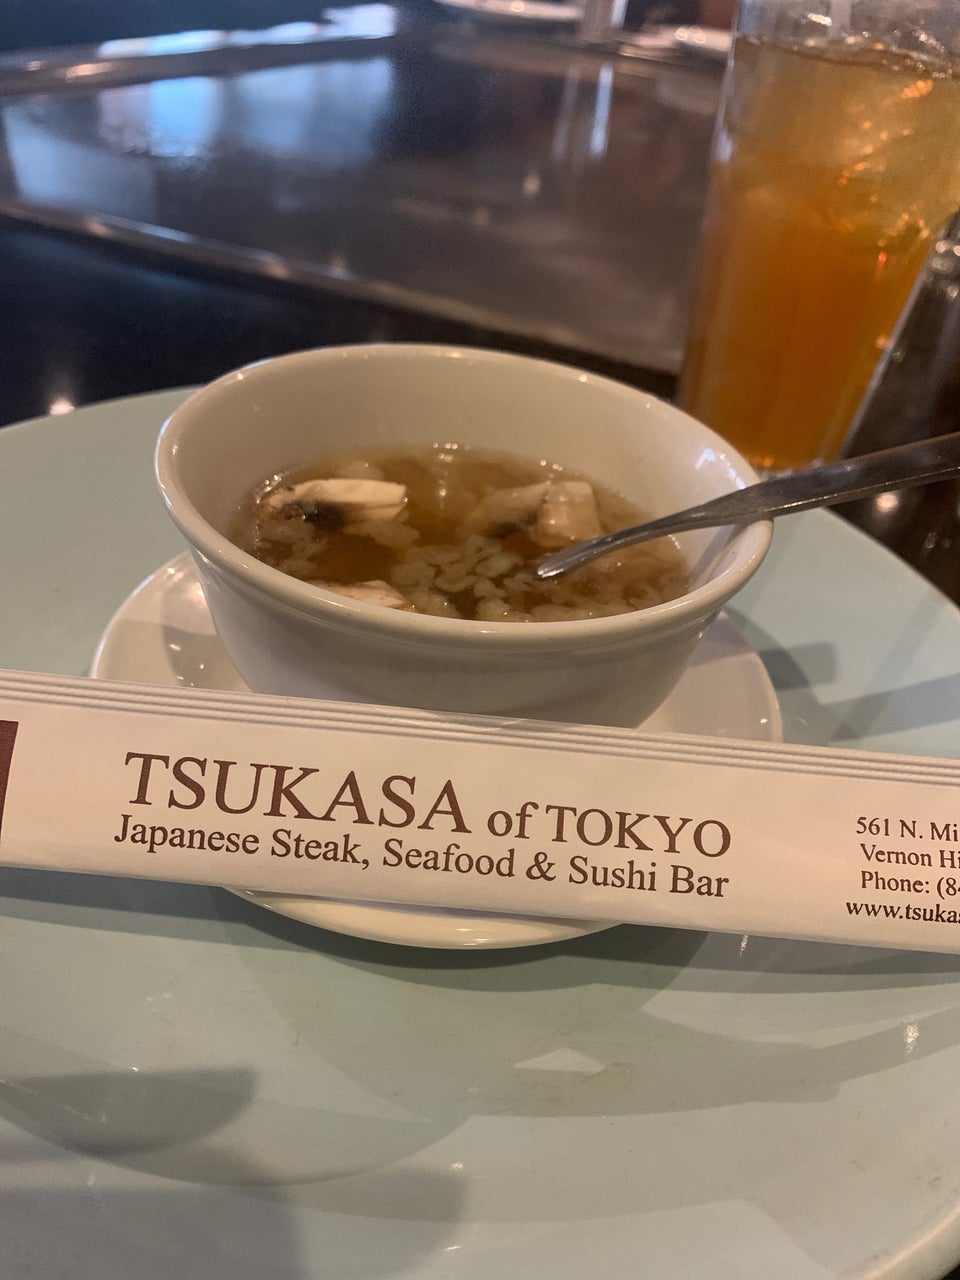 TSUKASA of TOKYO
Japanese Steak, Seafood & Sushi Bar
561 N. Mi
Vernon Hi
Phone: (84
www.tsukas